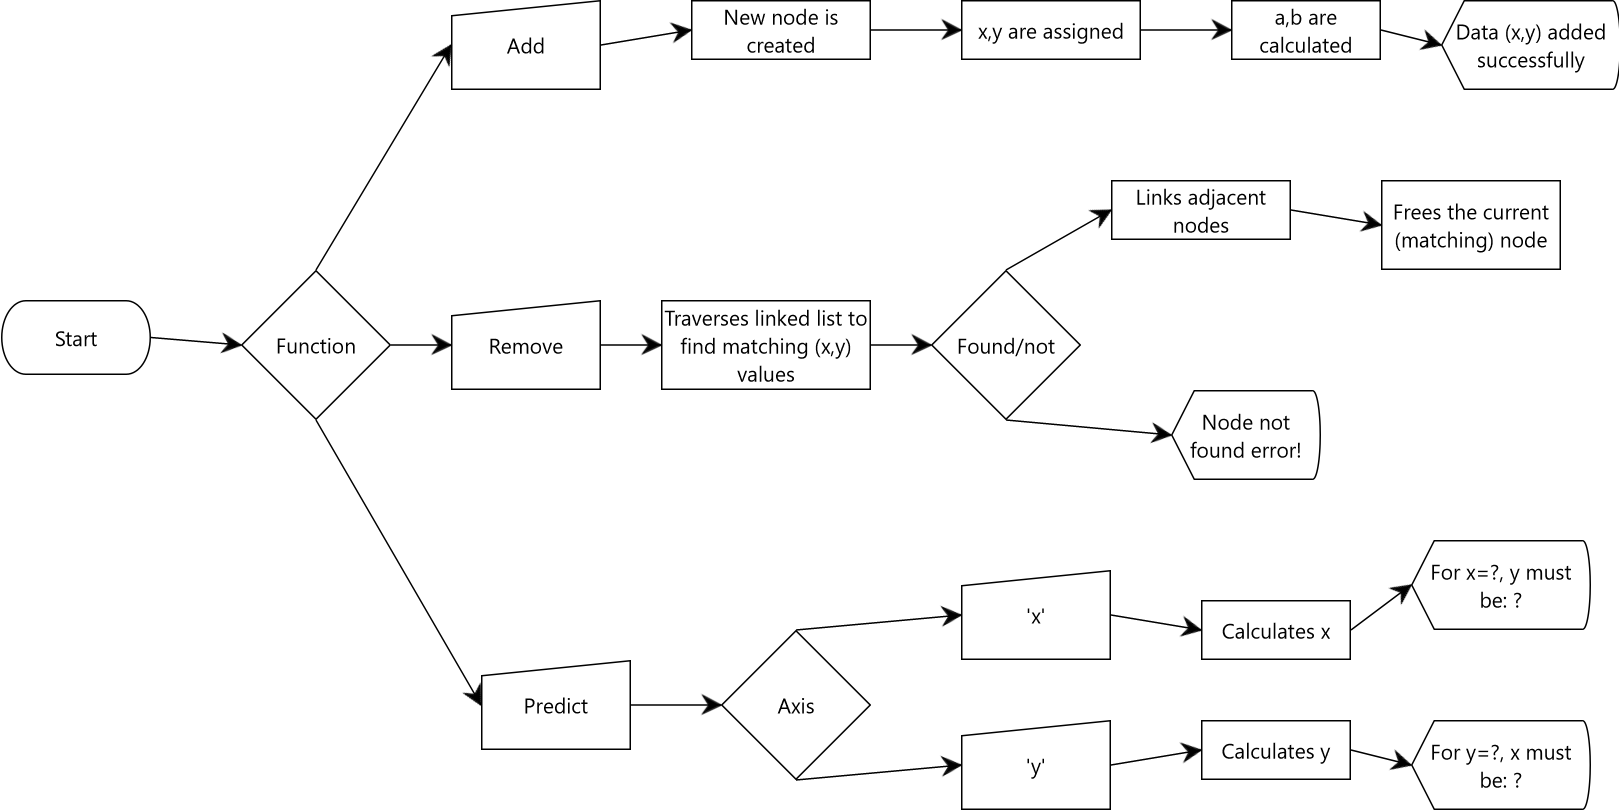 Start
Function
Add
New node is
created
x,y are assigned
a,b are
calculated
Data (x,y) added
successfully
Remove
Traverses linked list to
find matching (x,y)
values
Found/not
Links adjacent
nodes
Frees the current
(matching) node
Node not
found error!
Predict
Axis
'x'
Calculates x
For x=?, y must
be: ?
'y'
Calculates y
For y=?, x must
be: ?